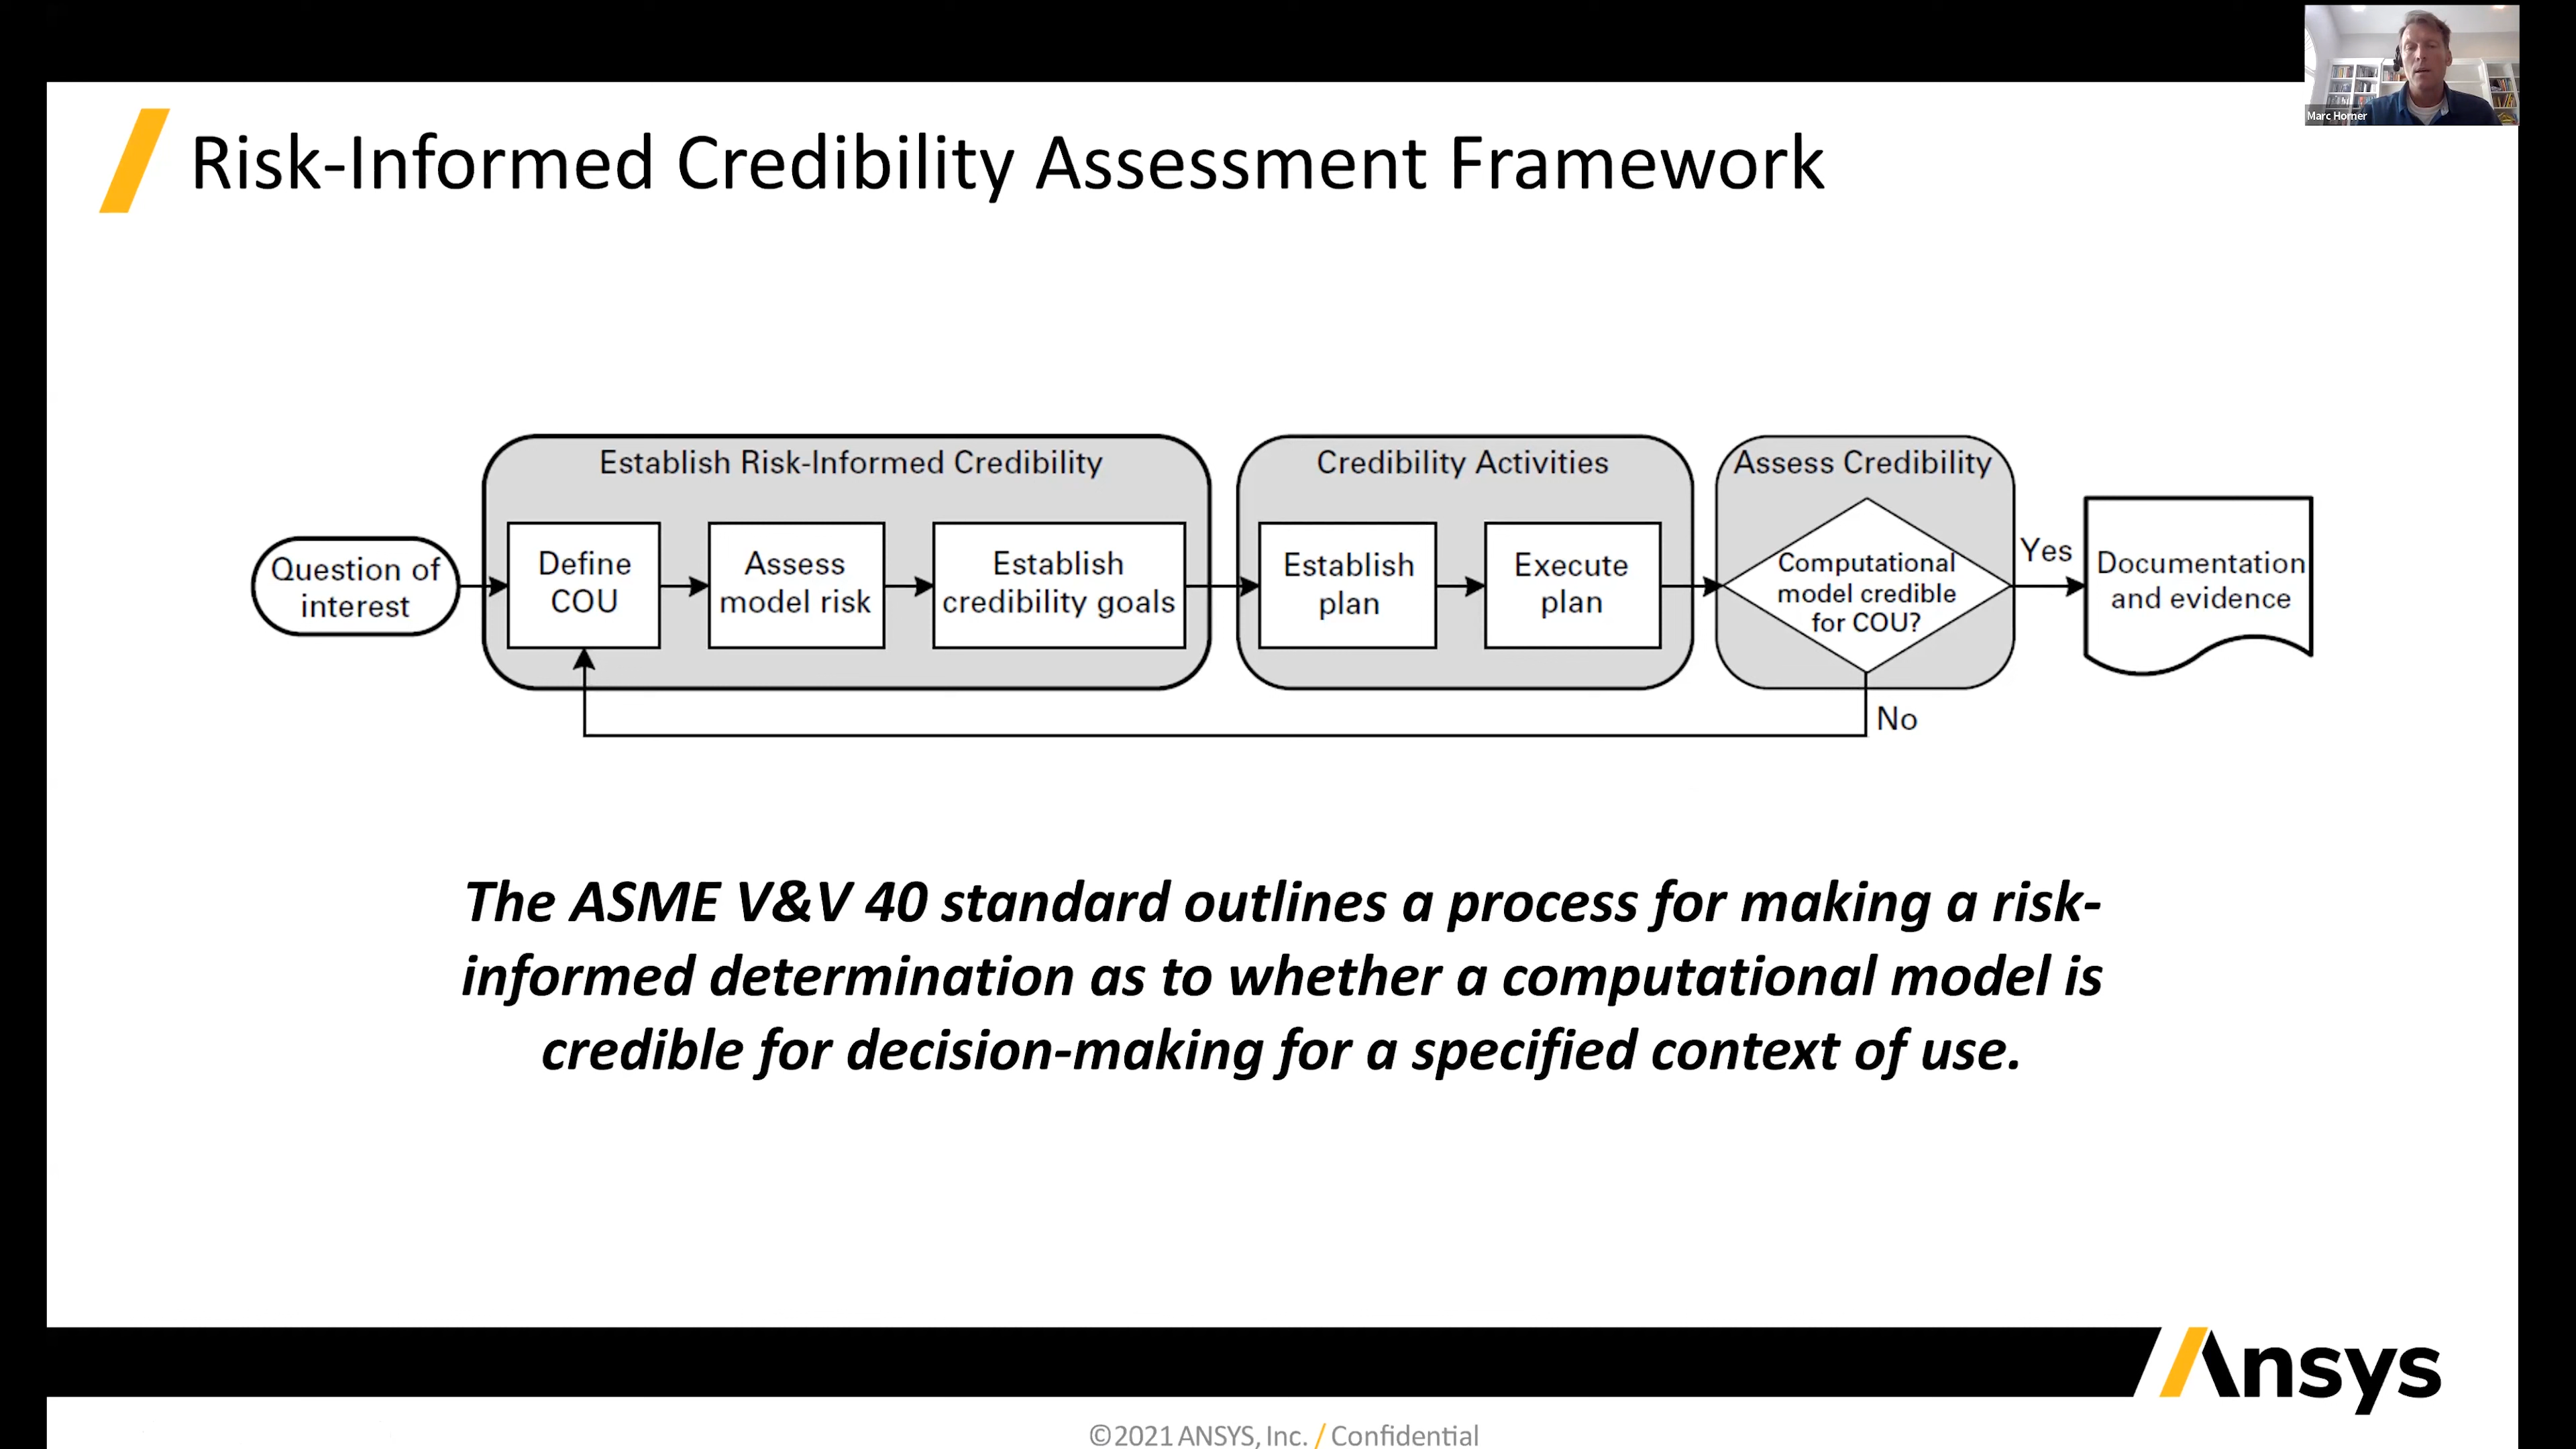 Marc Horner
Risk-Informed Credibility Assessment Framework
Establish Risk-Informed Credibility
Credibility Activities
Assess Credibility
Question of
interest
Define
COU
Assess
model risk
Establish
credibility goals
Establish
plan
Execute
plan
Computational
model credible
for COU?
Yes
No
Documentation
and evidence
The ASME V&V 40 standard outlines a process for making a risk-
informed determination as to whether a computational model is
credible for decision-making for a specified context of use.
Ansys
©2021 ANSYS, Inc. / Confidential